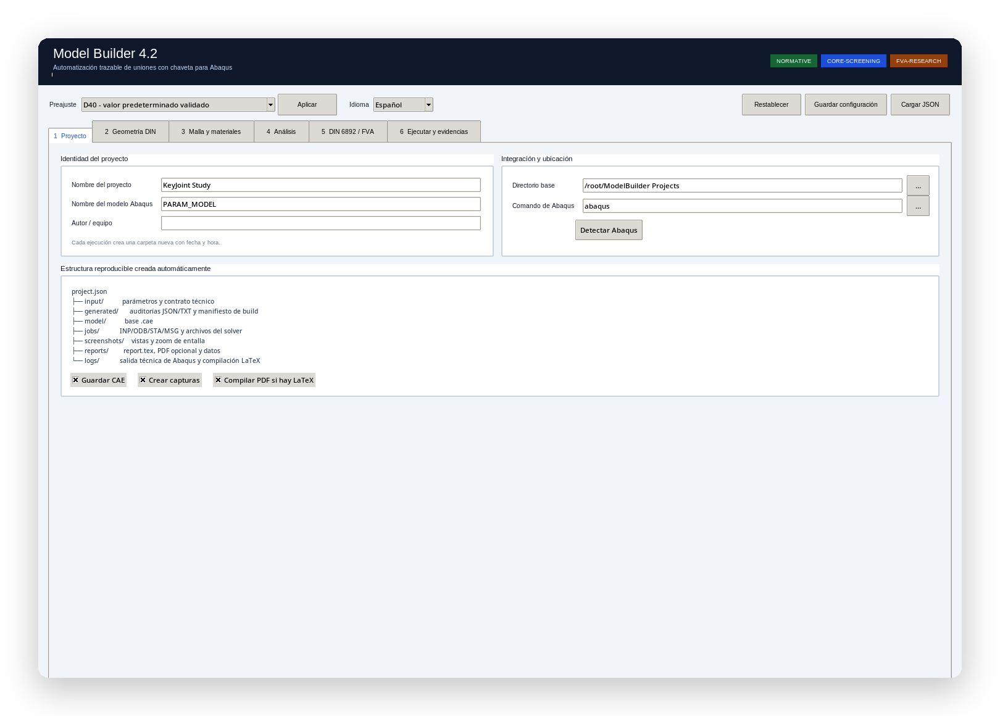 Model Builder 4.2
Automatización trazable de uniones con chaveta para Abaqus
NORMATIVE
CORE-SCREENING
FVA-RESEARCH
Preajuste
D40 - valor predeterminado validado
Aplicar
Idioma
Español
Restablecer
Guardar configuración
Cargar JSON
1 Proyecto
2 Geometría DIN
3 Malla y materiales
4 Análisis
5 DIN 6892 / FVA
6 Ejecutar y evidencias
Identidad del proyecto
Nombre del proyecto
KeyJoint Study
Nombre del modelo Abaqus
PARAM_MODEL
Autor / equipo
Cada ejecución crea una carpeta nueva con fecha y hora.
Integración y ubicación
Directorio base
/root/ModelBuilder Projects
...
Comando de Abaqus
abaqus
...
Detectar Abaqus
Estructura reproducible creada automáticamente
project.json
├── input/ parámetros y contrato técnico
├── generated/ auditorías JSON/TXT y manifiesto de build
├── model/ base .cae
├── jobs/ INP/ODB/STA/MSG y archivos del solver
├── screenshots/ vistas y zoom de entalla
├── reports/ report.tex, PDF opcional y datos
└── logs/ salida técnica de Abaqus y compilación LaTeX
Guardar CAE
Crear capturas
Compilar PDF si hay LaTeX